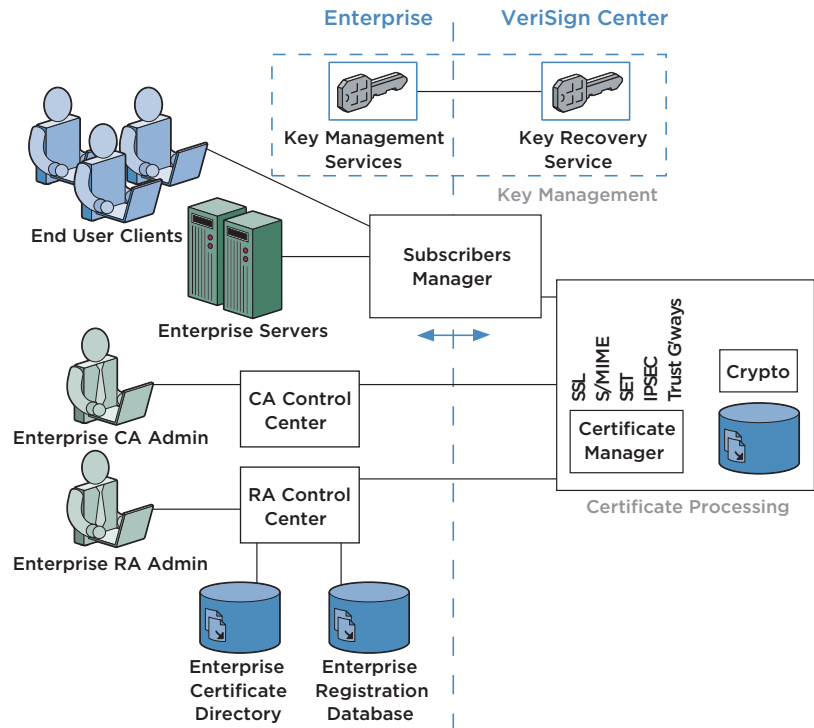 Enterprise
VeriSign Center
Key Management
Services
Key Recovery
Service
Key Management
End User Clients
Subscribers
Manager
Enterprise Servers
SSL
S/MIME
SET
IPSEC
Trust G'ways
Crypto
Certificate
Manager
Certificate Processing
CA Control
Center
Enterprise CA Admin
RA Control
Center
Enterprise RA Admin
Enterprise
Certificate
Directory
Enterprise
Registration
Database